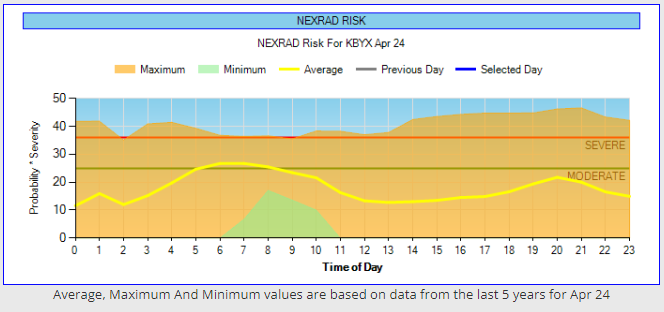 NEXRAD RISK
NEXRAD Risk For KBYX Apr 24
Maximum Minimum Average Previous Day Selected Day
50
40
30
20
10
0
Probability * Severity
SEVERE
MODERATE
0 1 2 3 4 5 6 7 8 9 10 11 12 13 14 15 16 17 18 19 20 21 22 23
Time of Day
Average, Maximum And Minimum values are based on data from the last 5 years for Apr 24